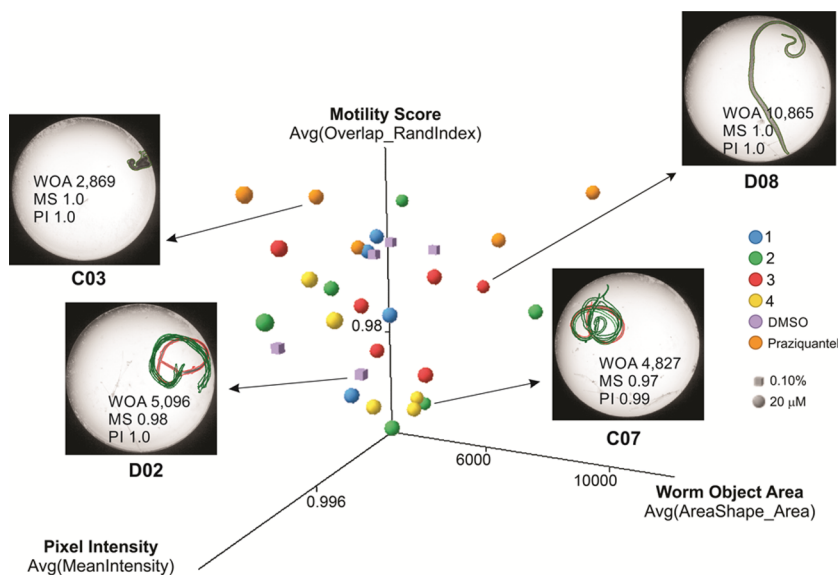 Motility Score
Avg(Overlap_RandIndex)
WOA 10,865
MS 1.0
PI 1.0
D08
WOA 2,869
MS 1.0
PI 1.0
C03
1
2
3
4
DMSO
Praziquantel
0.10%
20 μM
0.98
WOA 5,096
MS 0.98
PI 1.0
D02
WOA 4,827
MS 0.97
PI 0.99
C07
6000
10000
0.996
Worm Object Area
Avg(AreaShape_Area)
Pixel Intensity
Avg(MeanIntensity)